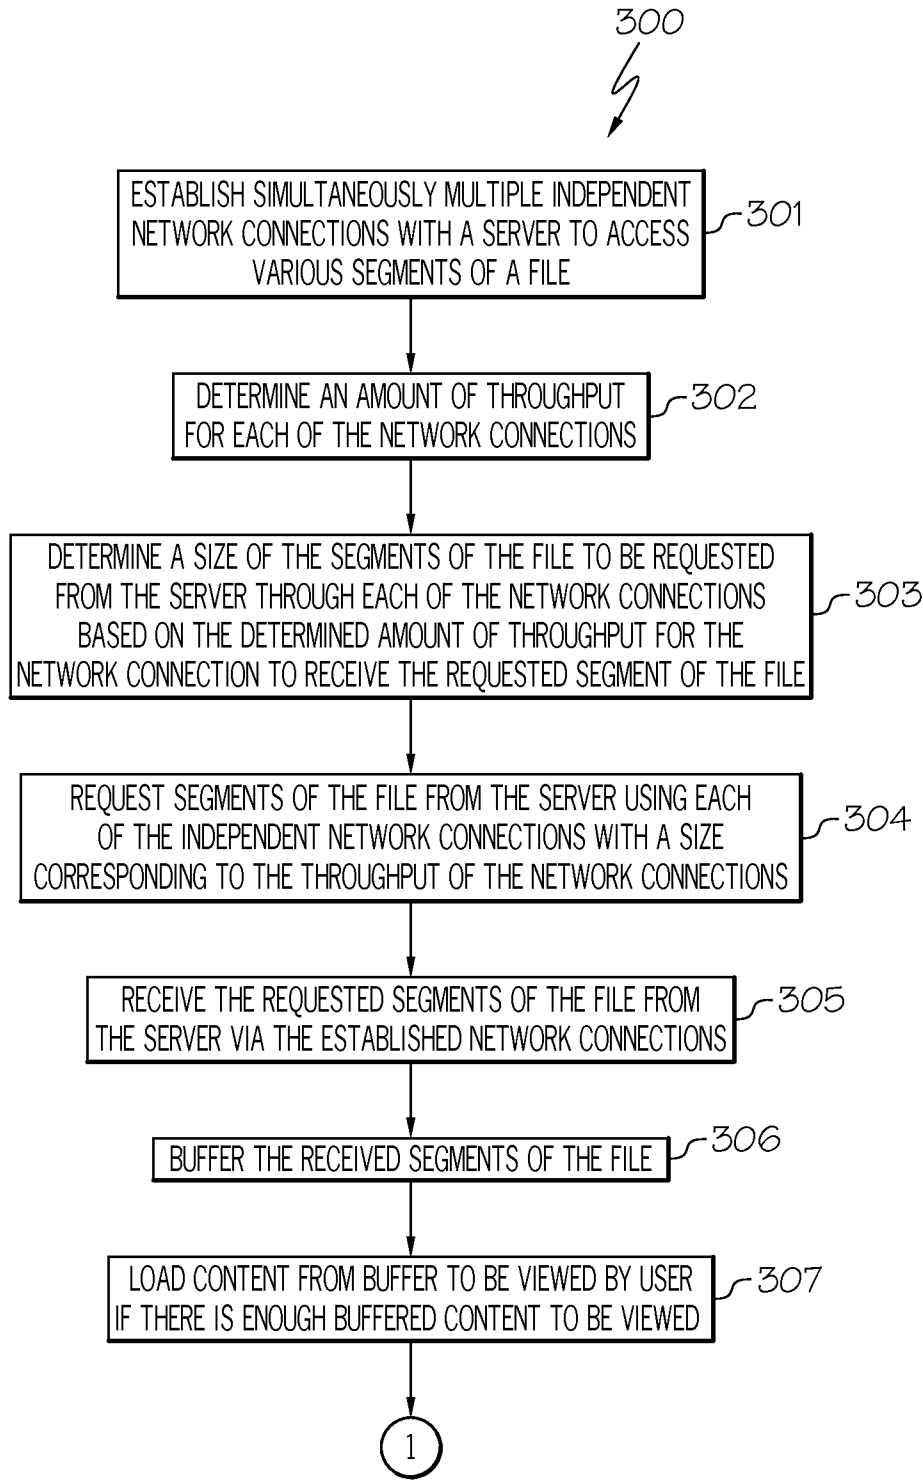 300
ESTABLISH SIMULTANEOUSLY MULTIPLE INDEPENDENT
NETWORK CONNECTIONS WITH A SERVER TO ACCESS
VARIOUS SEGMENTS OF A FILE
301
DETERMINE AN AMOUNT OF THROUGHPUT
FOR EACH OF THE NETWORK CONNECTIONS
302
DETERMINE A SIZE OF THE SEGMENTS OF THE FILE TO BE REQUESTED
FROM THE SERVER THROUGH EACH OF THE NETWORK CONNECTIONS
BASED ON THE DETERMINED AMOUNT OF THROUGHPUT FOR THE
NETWORK CONNECTION TO RECEIVE THE REQUESTED SEGMENT OF THE FILE
303
REQUEST SEGMENTS OF THE FILE FROM THE SERVER USING EACH
OF THE INDEPENDENT NETWORK CONNECTIONS WITH A SIZE
CORRESPONDING TO THE THROUGHPUT OF THE NETWORK CONNECTIONS
304
RECEIVE THE REQUESTED SEGMENTS OF THE FILE FROM
THE SERVER VIA THE ESTABLISHED NETWORK CONNECTIONS
305
BUFFER THE RECEIVED SEGMENTS OF THE FILE
306
LOAD CONTENT FROM BUFFER TO BE VIEWED BY USER
IF THERE IS ENOUGH BUFFERED CONTENT TO BE VIEWED
307
1